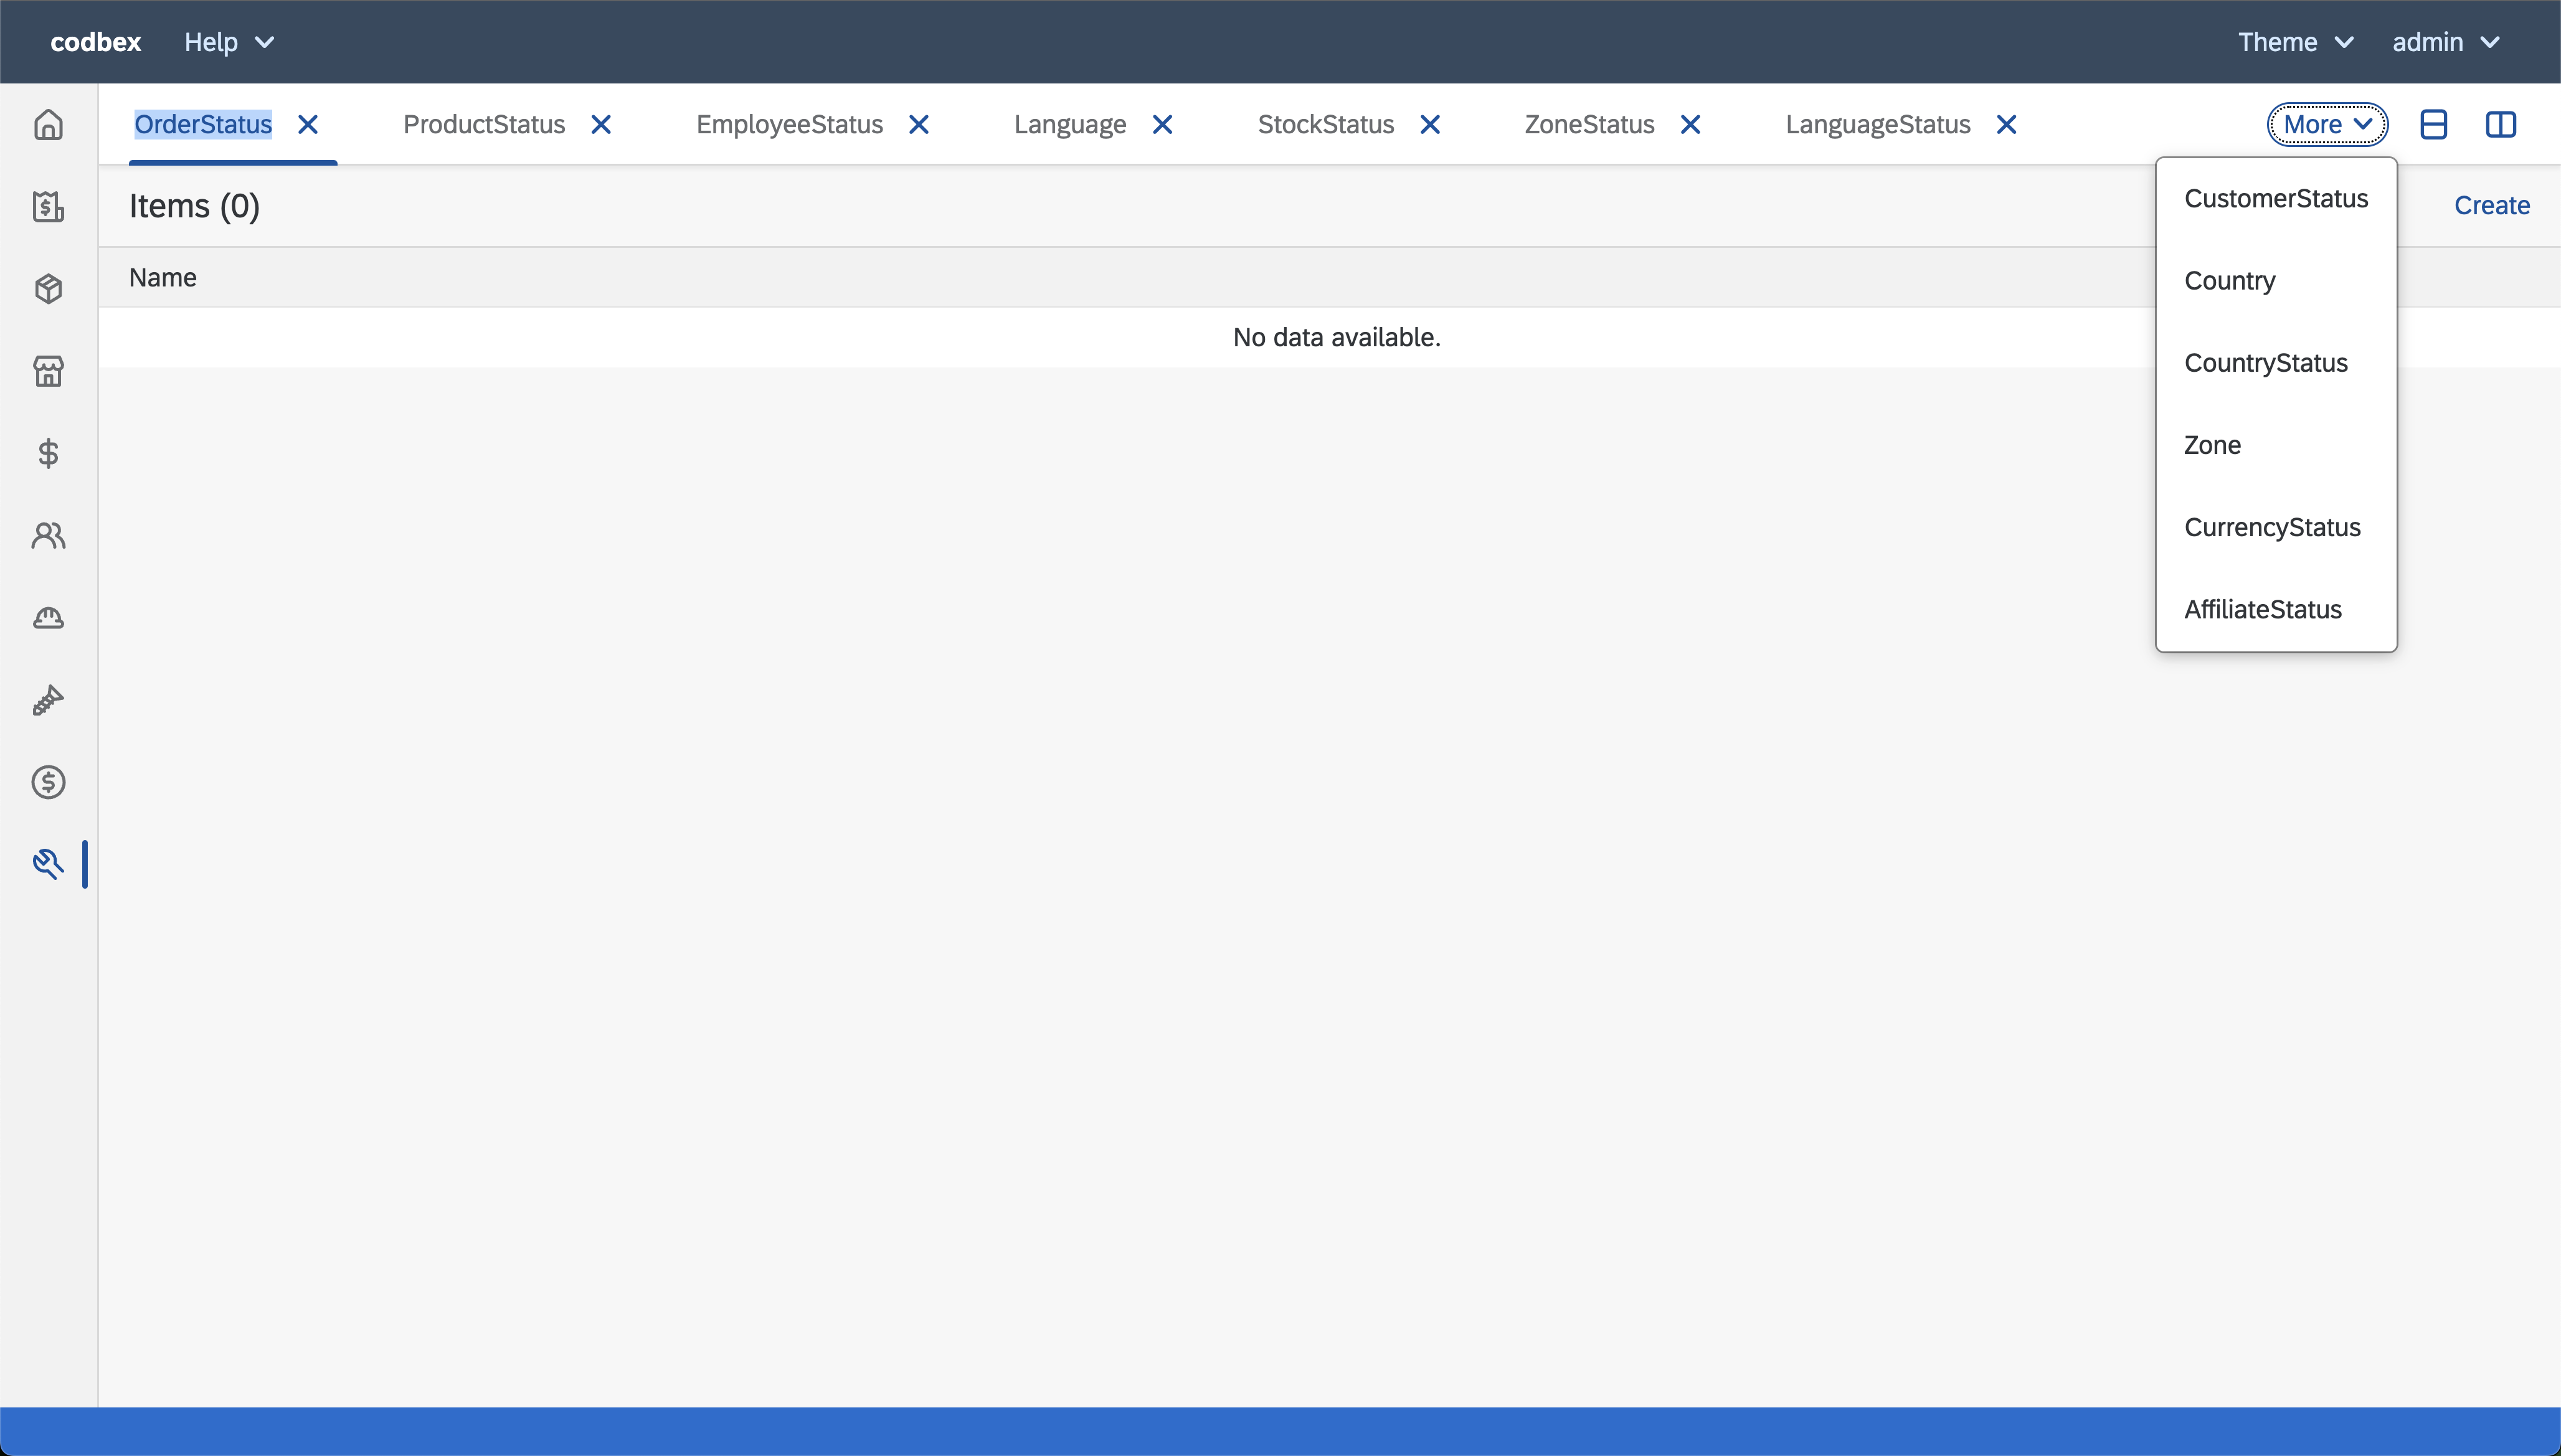 codbex Help Theme admin
OrderStatus ProductStatus EmployeeStatus Language StockStatus ZoneStatus LanguageStatus More
Items (0) Create
Name
No data available.
CustomerStatus
Country
CountryStatus
Zone
CurrencyStatus
AffiliateStatus